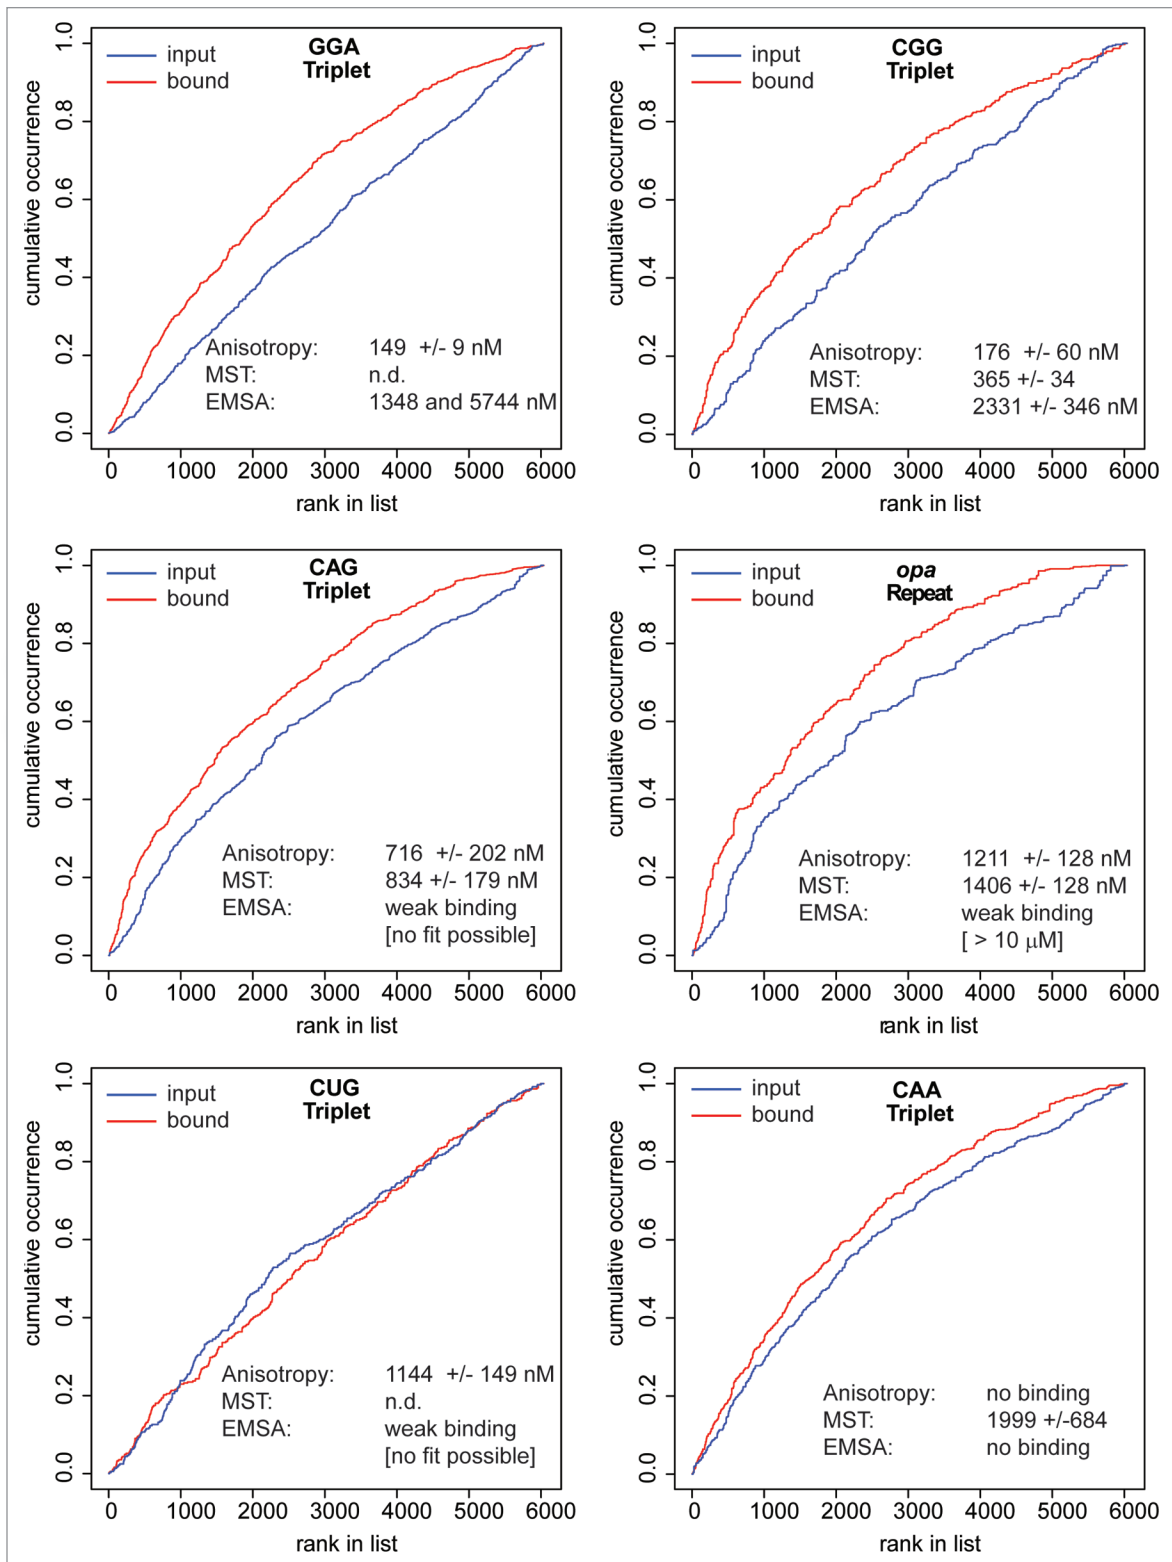 GGA
Triplet
input
bound
cumulative occurrence
1.0
0.8
0.6
0.4
0.2
0.0
Anisotropy: 149 +/- 9 nM
MST: n.d.
EMSA: 1348 and 5744 nM
0 1000 2000 3000 4000 5000 6000
rank in list
CGG
Triplet
input
bound
cumulative occurrence
1.0
0.8
0.6
0.4
0.2
0.0
Anisotropy: 176 +/- 60 nM
MST: 365 +/- 34
EMSA: 2331 +/- 346 nM
0 1000 2000 3000 4000 5000 6000
rank in list
CAG
Triplet
input
bound
cumulative occurrence
1.0
0.8
0.6
0.4
0.2
0.0
Anisotropy: 716 +/- 202 nM
MST: 834 +/- 179 nM
EMSA: weak binding
[no fit possible]
0 1000 2000 3000 4000 5000 6000
rank in list
opa
Repeat
input
bound
cumulative occurrence
1.0
0.8
0.6
0.4
0.2
0.0
Anisotropy: 1211 +/- 128 nM
MST: 1406 +/- 128 nM
EMSA: weak binding
[ > 10 μM]
0 1000 2000 3000 4000 5000 6000
rank in list
CUG
Triplet
input
bound
cumulative occurrence
1.0
0.8
0.6
0.4
0.2
0.0
Anisotropy: 1144 +/- 149 nM
MST: n.d.
EMSA: weak binding
[no fit possible]
0 1000 2000 3000 4000 5000 6000
rank in list
CAA
Triplet
input
bound
cumulative occurrence
1.0
0.8
0.6
0.4
0.2
0.0
Anisotropy: no binding
MST: 1999 +/-684
EMSA: no binding
0 1000 2000 3000 4000 5000 6000
rank in list